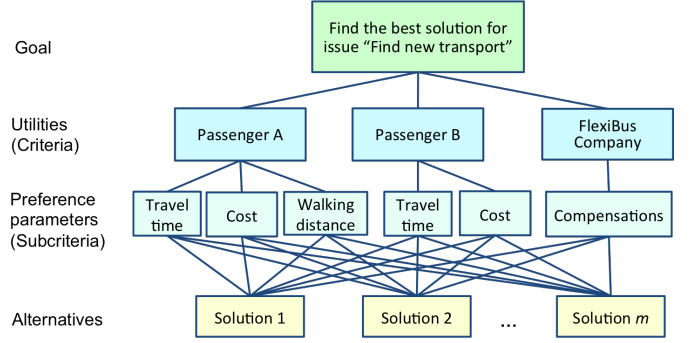 Goal
Find the best solution for
issue “Find new transport”
Utilities
(Criteria)
Passenger A
Passenger B
FlexiBus
Company
Preference
parameters
(Subcriteria)
Travel
time
Cost
Walking
distance
Travel
time
Cost
Compensations
Alternatives
Solution 1
Solution 2
...
Solution m